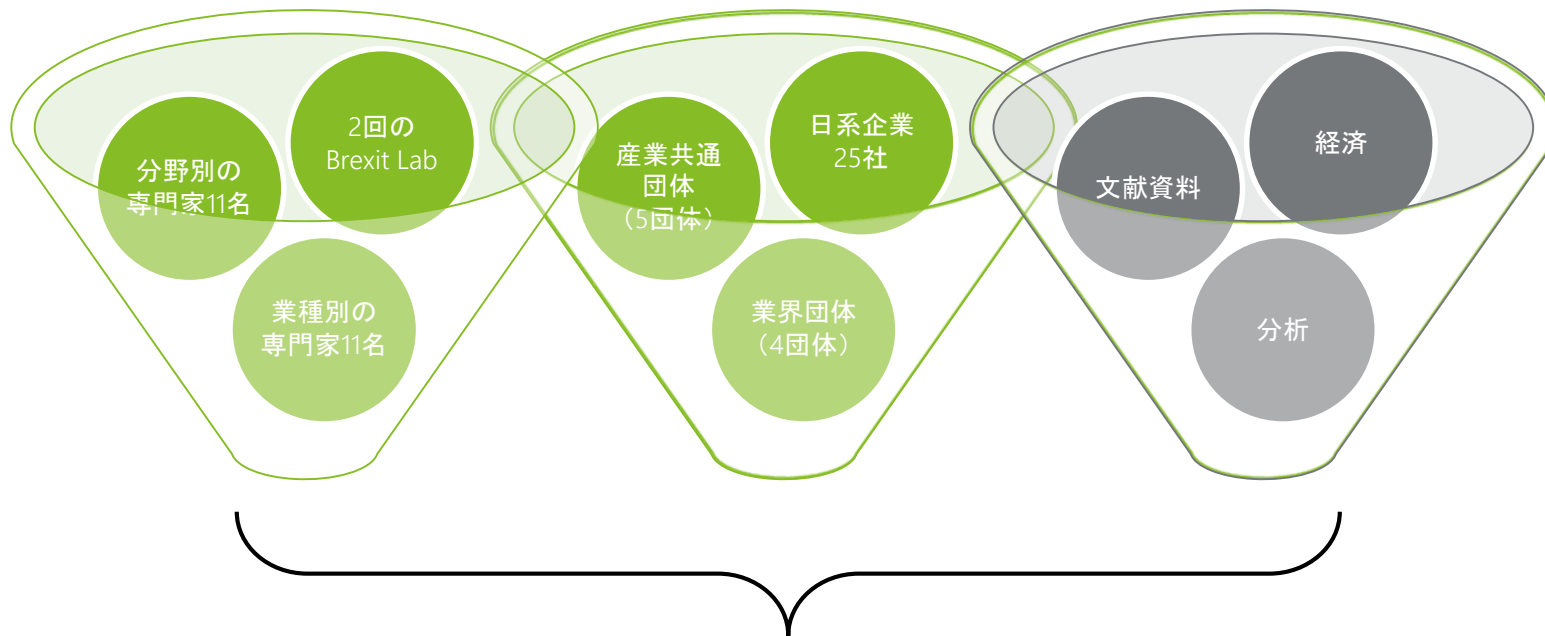 分野別の
専門家11名
2回の
Brexit Lab
業種別の
専門家11名
産業共通
団体
（5団体）
日系企業
25社
業界団体
（4団体）
文献資料
経済
分析